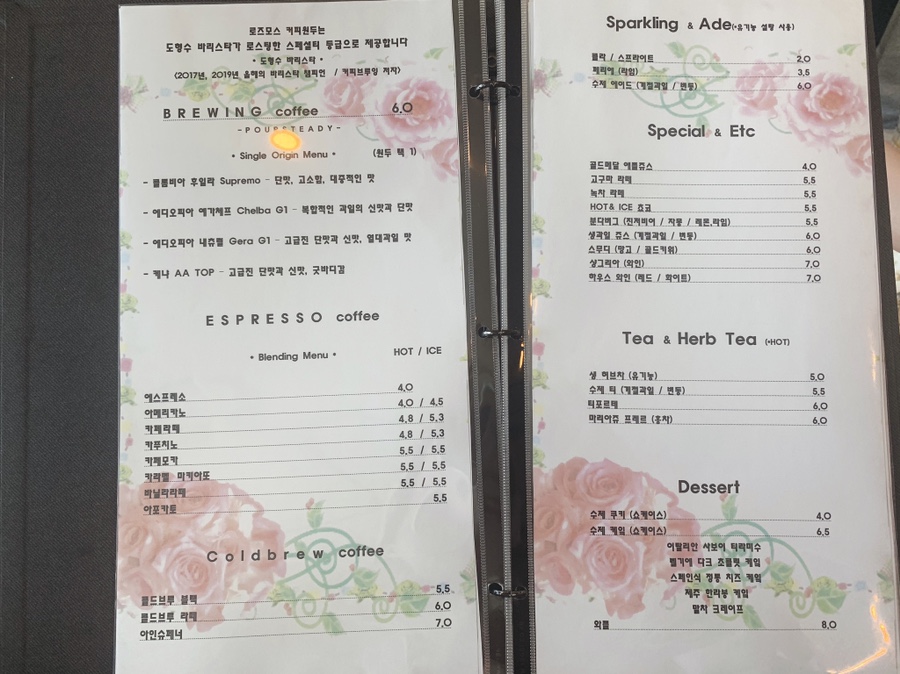 로즈모스 커피원두는
도형수 바리스타가 로스팅한 스페셜티 등급으로 제공합니다
• 도형수 바리스타 •
(2017년, 2019년 올해의 바리스타 챔피언 / 커피브루잉 저자)
BREWING coffee 6,0
-POURSTEADY-
• Single Origin Menu • (원두 택 1)
- 콜롬비아 후일라 Supremo - 단맛, 고소함, 대중적인 맛
- 에디오피아 예가체프 Chelba G1 - 복합적인 과일의 신맛과 단맛
- 에디오피아 내츄럴 Gera G1 - 고급진 단맛과 신맛, 열대과일 맛
- 케냐 AA TOP - 고급진 단맛과 신맛, 굿바디감
ESPRESSO coffee
• Blending Menu • HOT / ICE
에스프레소 4,0
아메리카노 4,0 / 4,5
카페라떼 4,8 / 5,3
카푸치노 4,8 / 5,3
카페모카 5,5 / 5,5
카라멜 마키아또 5,5 / 5,5
바닐라라떼 5,5 / 5,5
아포카토 5,5
Coldbrew coffee
콜드브루 블랙 5,5
콜드브루 라떼 6,0
아인슈페너 7,0
Sparkling & Ade(*유기농 설탕 사용)
콜라 / 스프라이트 2,0
페리에 (라임) 3,5
수제 에이드 (계절과일 / 변동) 6,0
Special & Etc
골드메달 애플쥬스 4,0
고구마 라떼 5,5
녹차 라떼 5,5
HOT& ICE 쵸코 5,5
분다버그 (진저비어 / 자몽 / 레몬,라임) 5,5
생과일 쥬스 (계절과일 / 변동) 6,0
스무디 (망고 / 골드키위) 6,0
상그리아 (와인) 7,0
하우스 와인 (레드 / 화이트) 7,0
Tea & Herb Tea (*HOT)
생 허브차 (유기농) 5,0
수제 티 (계절과일 / 변동) 5,5
티포르테 6,0
마리아쥬 프레르 (홍차) 6,0
Dessert
수제 쿠키 (쇼케이스) 4,0
수제 케잌 (쇼케이스) 6,5
이탈리안 사보이 티라미수
벨기에 다크 초콜릿 케잌
스페인식 정통 치즈 케잌
제주 한라봉 케잌
말차 크레이프
와플 8,0